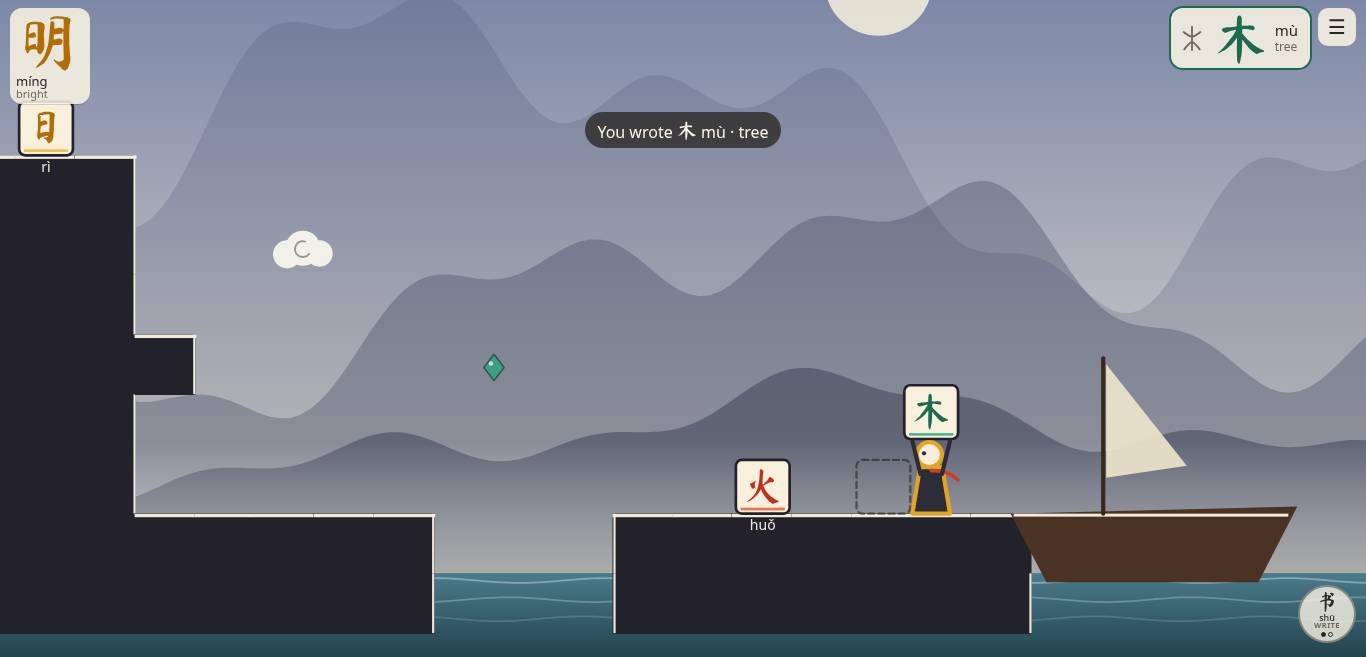 明
míng
bright
日
rì
You wrote 木 mù · tree
木
mù
tree
木
火
huǒ
书
shū
WRITE